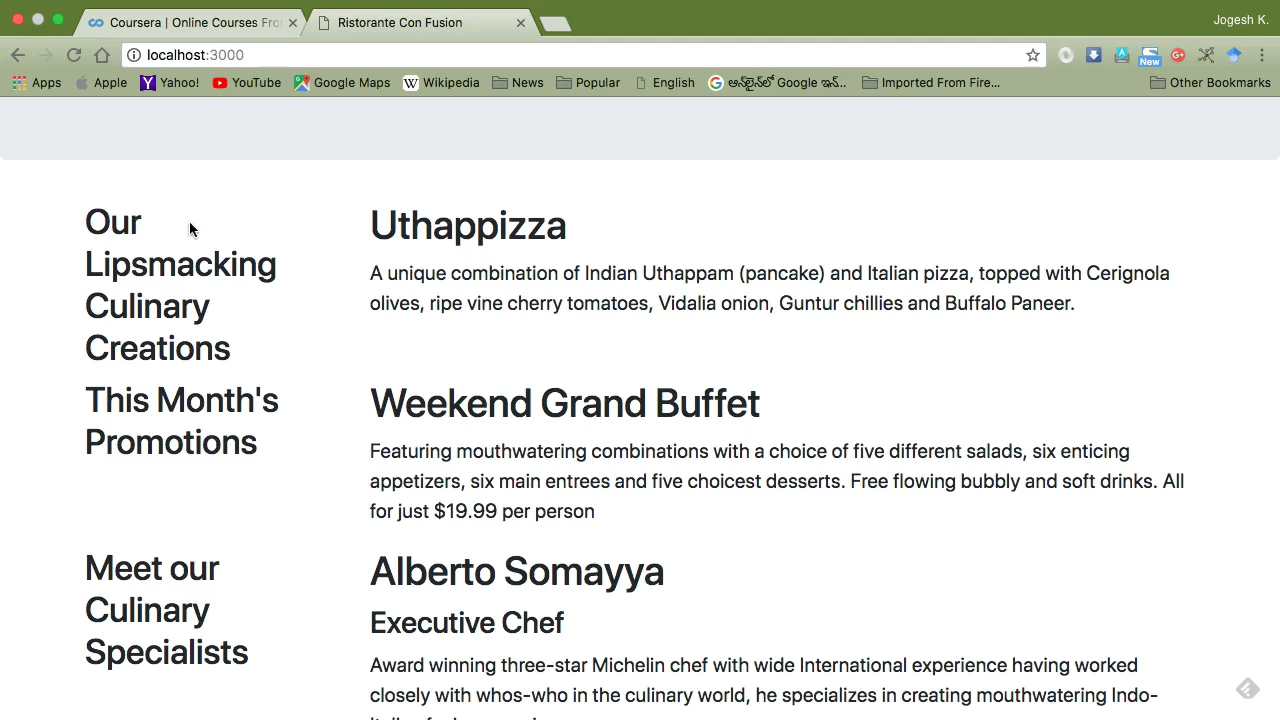 Coursera | Online Courses Fro
Ristorante Con Fusion
Jogesh K.
localhost:3000
New
Apps
Apple
Yahoo!
YouTube
Google Maps
Wikipedia
News
Popular
English
ఆన్‌లైన్‌లో Google ఇన్..
Imported From Fire...
Other Bookmarks
Our
Lipsmacking
Culinary
Creations
Uthappizza
A unique combination of Indian Uthappam (pancake) and Italian pizza, topped with Cerignola
olives, ripe vine cherry tomatoes, Vidalia onion, Guntur chillies and Buffalo Paneer.
This Month's
Promotions
Weekend Grand Buffet
Featuring mouthwatering combinations with a choice of five different salads, six enticing
appetizers, six main entrees and five choicest desserts. Free flowing bubbly and soft drinks. All
for just $19.99 per person
Meet our
Culinary
Specialists
Alberto Somayya
Executive Chef
Award winning three-star Michelin chef with wide International experience having worked
closely with whos-who in the culinary world, he specializes in creating mouthwatering Indo-